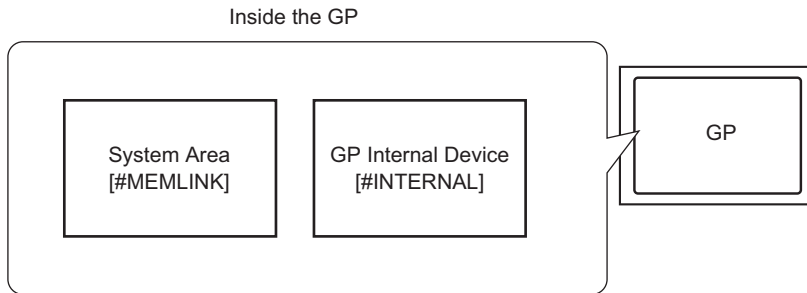 Inside the GP
System Area
[#MEMLINK]
GP Internal Device
[#INTERNAL]
GP